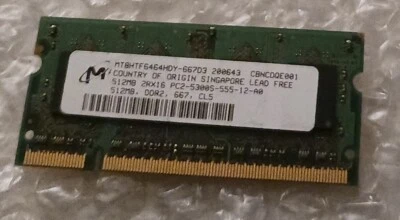 MT8HTF6464HDY-667D3 200643 CBNCDQE001
COUNTRY OF ORIGIN SINGAPORE LEAD FREE
512MB 2RX16 PC2-5300S-555-12-A0
512MB, DDR2, 667, CL5